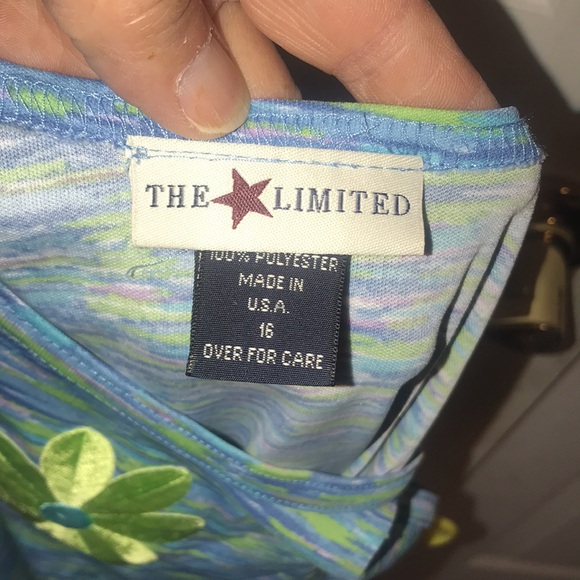 THE LIMITED
100% POLYESTER
MADE IN
U.S.A.
16
OVER FOR CARE